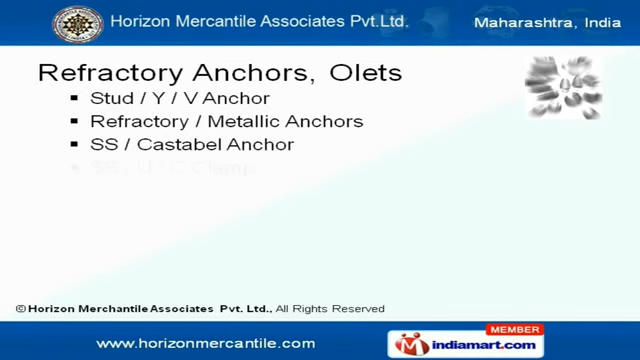 Horizon Mercantile Associates Pvt.Ltd.
Maharashtra, India
Refractory Anchors, Olets
▪ Stud / Y / V Anchor
▪ Refractory / Metallic Anchors
▪ SS / Castabel Anchor
© Horizon Merchantile Associates Pvt. Ltd., All Rights Reserved
www.horizonmercantile.com
MEMBER
indiamart.com